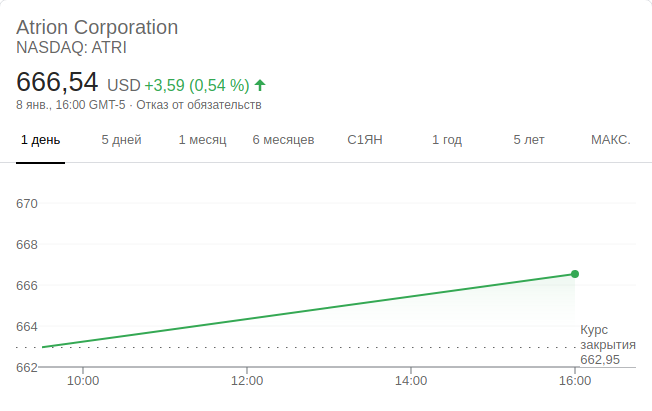 Atrion Corporation
NASDAQ: ATRI
666,54 USD +3,59 (0,54 %)
8 янв., 16:00 GMT-5 · Отказ от обязательств
1 день 5 дней 1 месяц 6 месяцев С1ЯН 1 год 5 лет МАКС.
670
668
666
664
662
Курс
закрытия
662,95
10:00 12:00 14:00 16:00